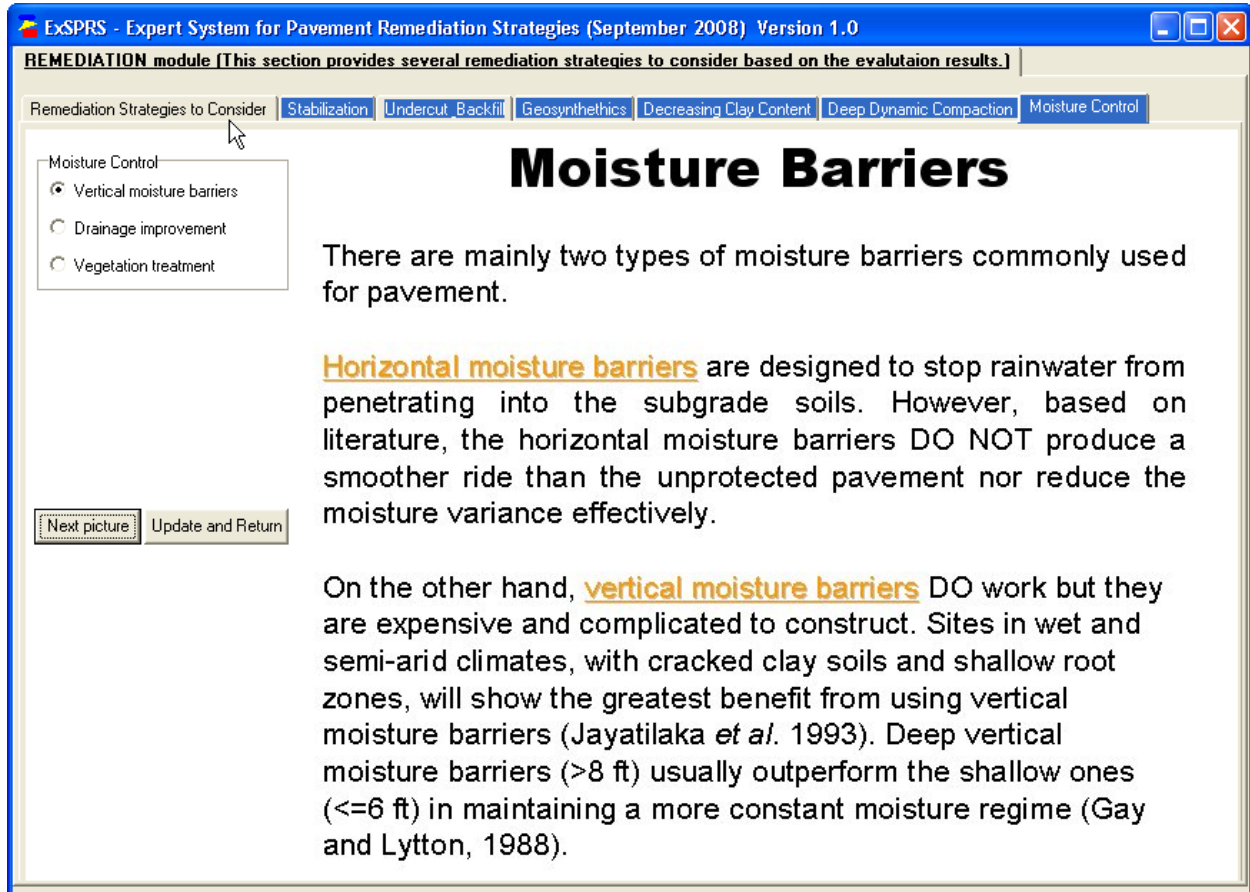 ExSPRS - Expert System for Pavement Remediation Strategies (September 2008) Version 1.0
REMEDIATION module (This section provides several remediation strategies to consider based on the evalutaion results.)
Remediation Strategies to Consider Stabilization Undercut_Backfill Geosynthethics Decreasing Clay Content Deep Dynamic Compaction Moisture Control
Moisture Control
Vertical moisture barriers
Drainage improvement
Vegetation treatment
Next picture Update and Return
Moisture Barriers
There are mainly two types of moisture barriers commonly used
for pavement.
Horizontal moisture barriers are designed to stop rainwater from
penetrating into the subgrade soils. However, based on
literature, the horizontal moisture barriers DO NOT produce a
smoother ride than the unprotected pavement nor reduce the
moisture variance effectively.
On the other hand, vertical moisture barriers DO work but they
are expensive and complicated to construct. Sites in wet and
semi-arid climates, with cracked clay soils and shallow root
zones, will show the greatest benefit from using vertical
moisture barriers (Jayatilaka et al. 1993). Deep vertical
moisture barriers (>8 ft) usually outperform the shallow ones
(<=6 ft) in maintaining a more constant moisture regime (Gay
and Lytton, 1988).